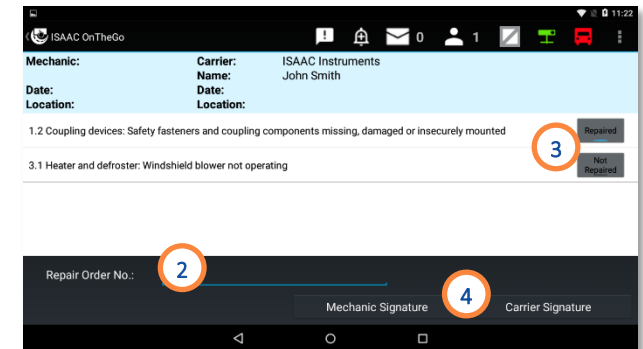 11:22
ISAAC OnTheGo 0 1
Mechanic: Carrier: ISAAC Instruments
Name: John Smith
Date: Date:
Location: Location:
1.2 Coupling devices: Safety fasteners and coupling components missing, damaged or insecurely mounted Repaired
3
3.1 Heater and defroster: Windshield blower not operating Not Repaired
Repair Order No.: 2
Mechanic Signature 4 Carrier Signature